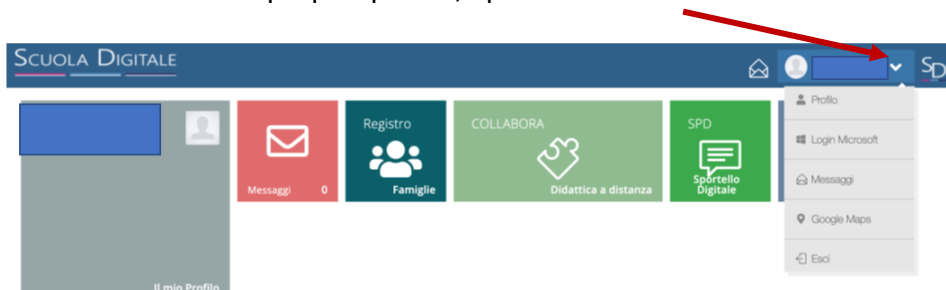 SCUOLA DIGITALE
SD
Profilo
Login Microsoft
Messaggi
Google Maps
Esci
Messaggi 0
Registro
Famiglie
COLLABORA
Didattica a distanza
SPD
Sportello
Digitale
Il mio Profilo